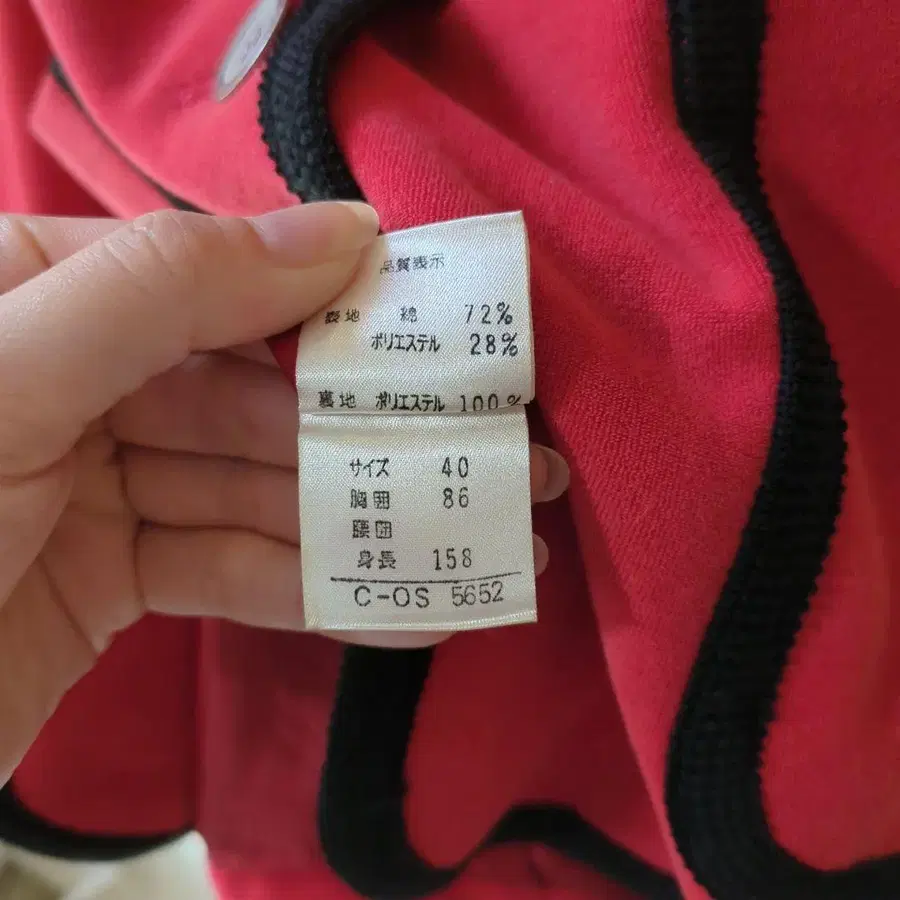 品質表示
表地 綿 72%
ポリエステル 28%
裏地 ポリエステル 100%
サイズ 40
胸囲 86
腰囲
身長 158
C-OS 5652